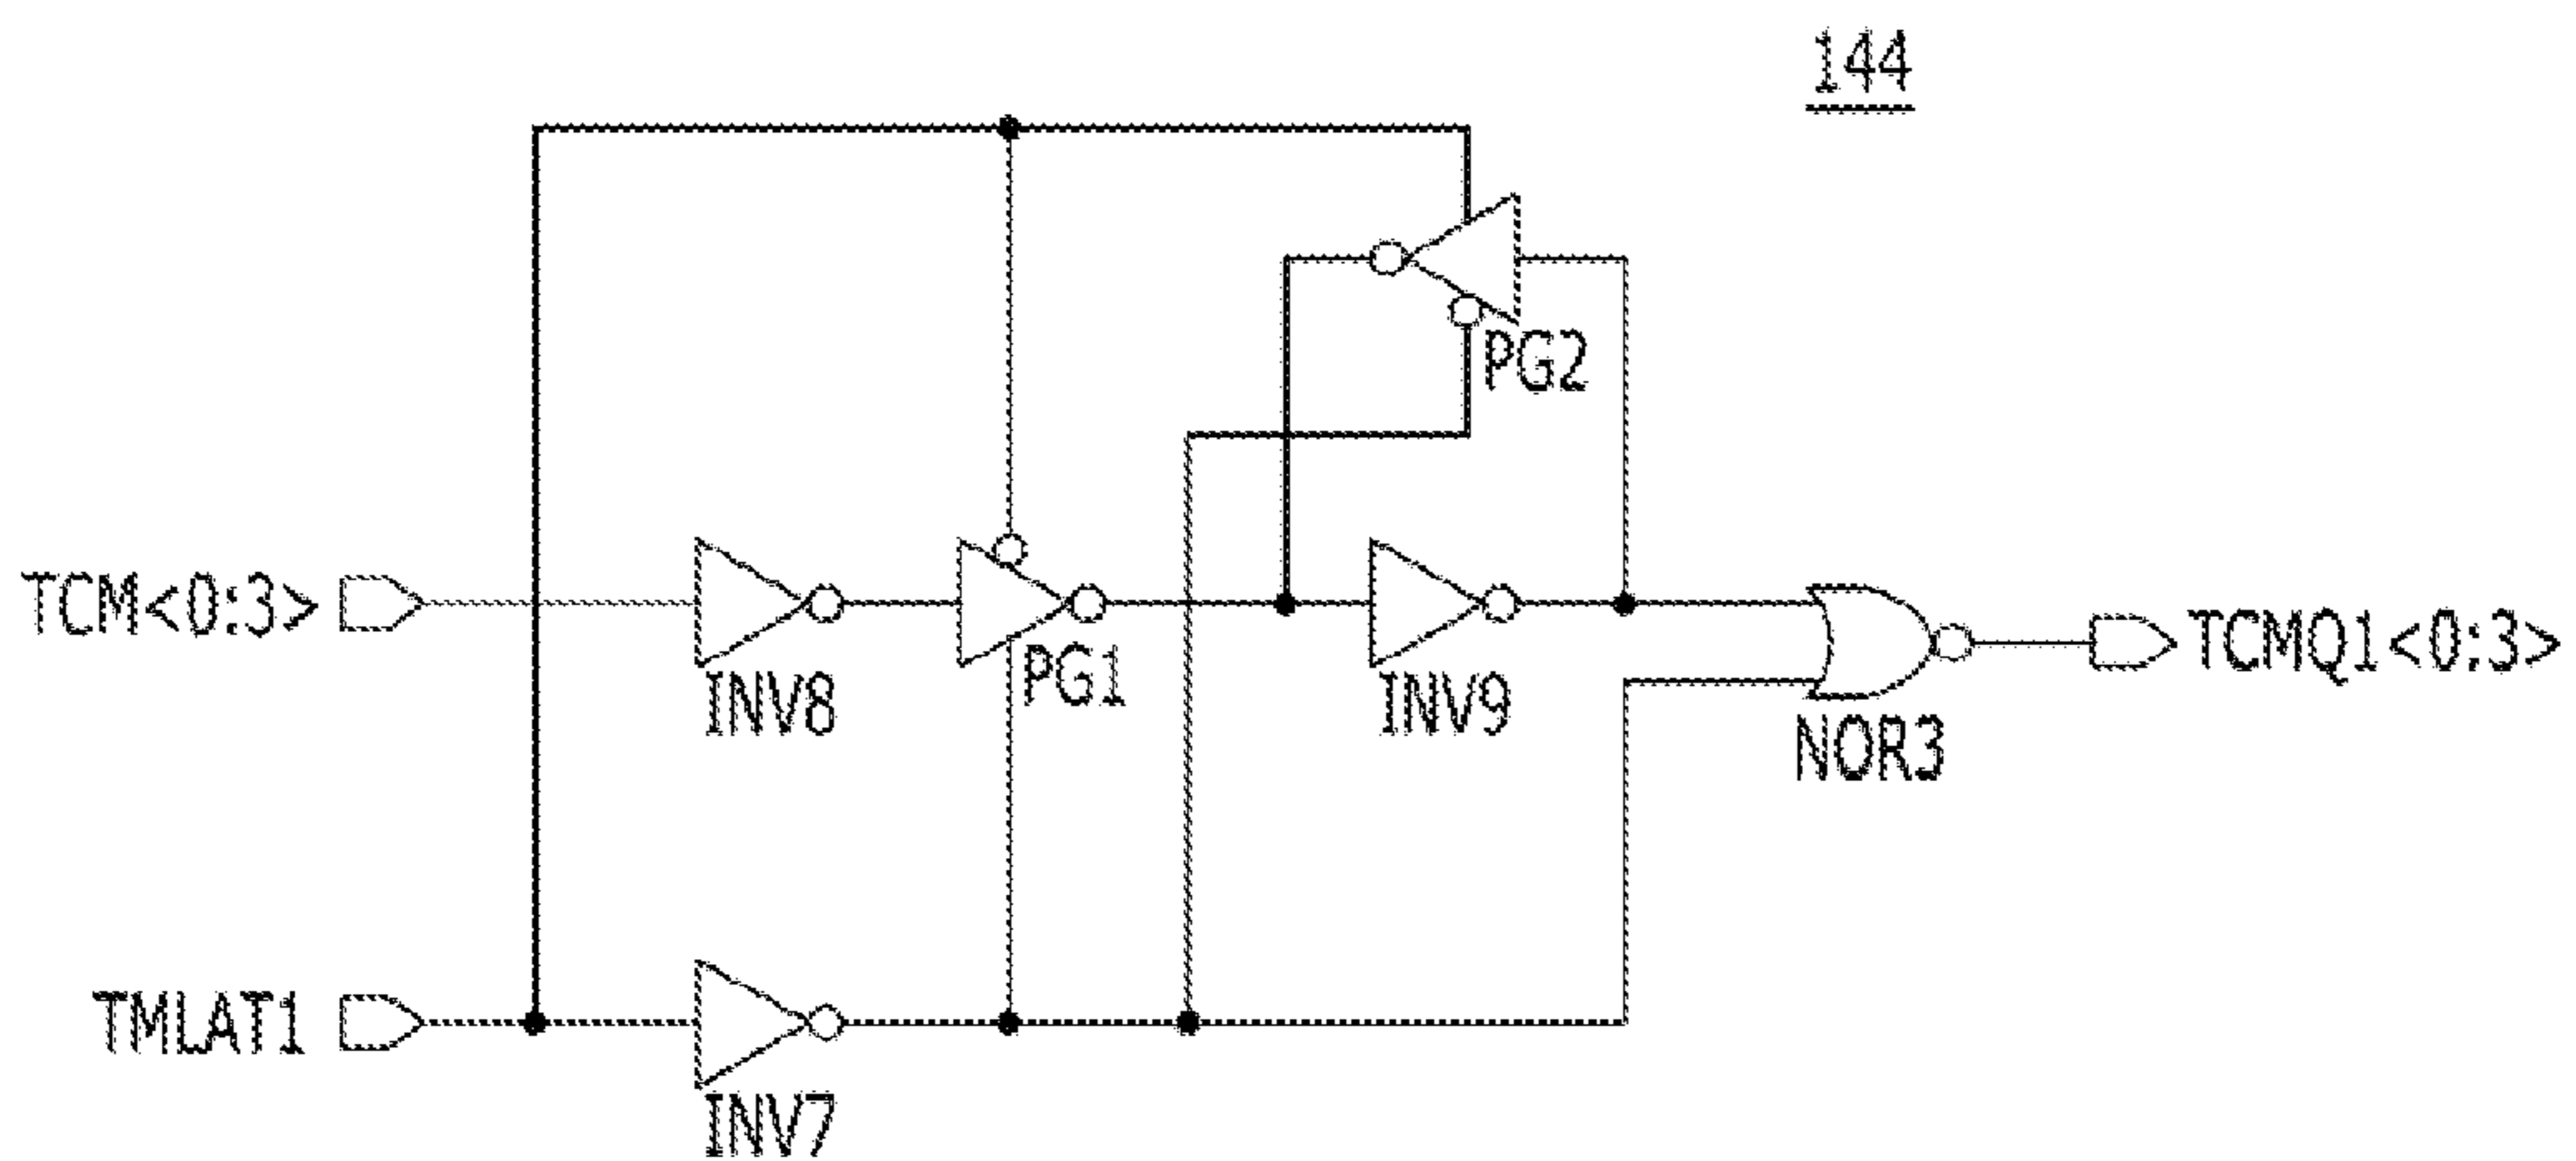 144
PG2
TCM<0:3>
INV8
PG1
INV9
NOR3
TCMQ1<0:3>
TMLAT1
INV7